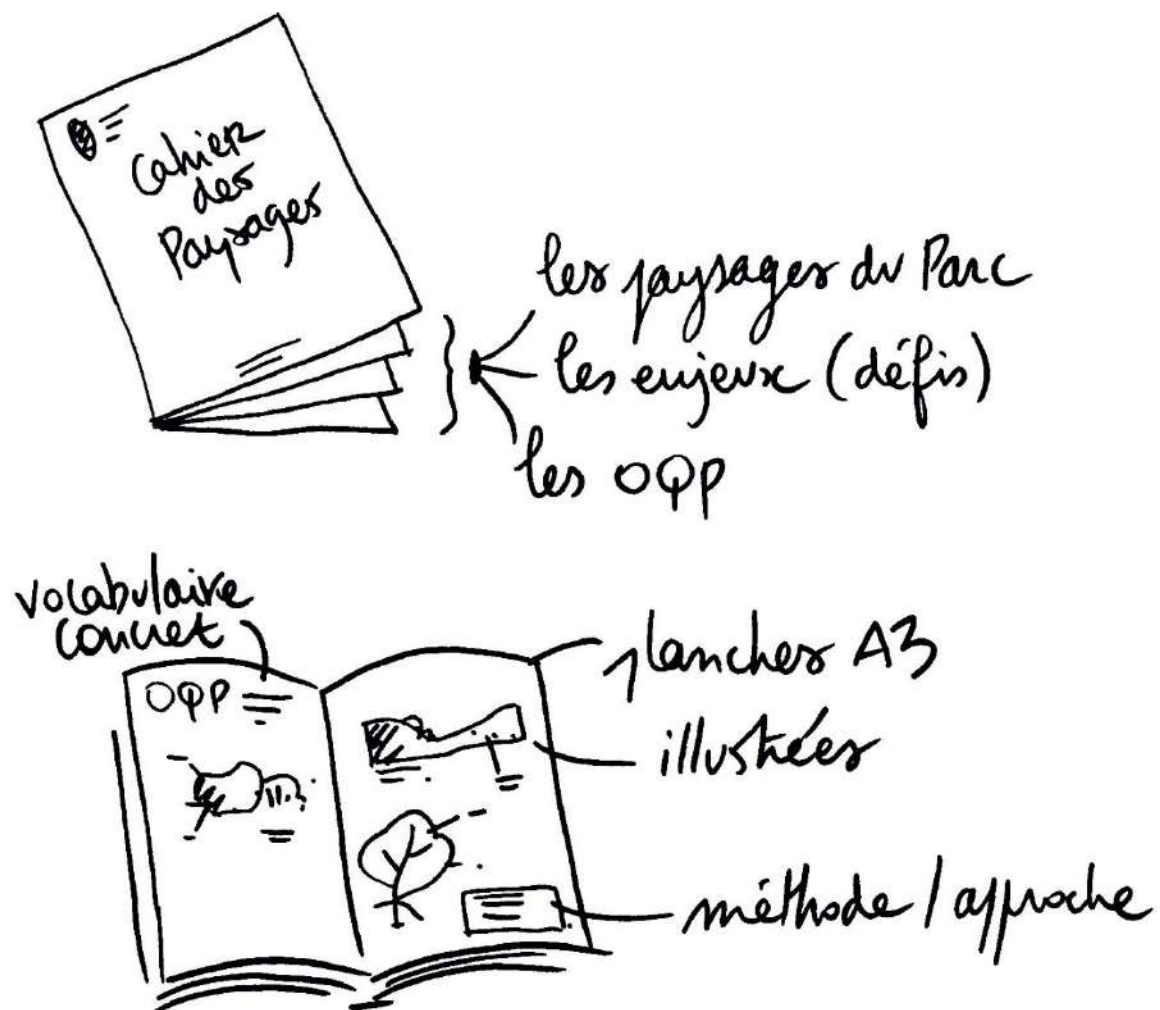 Cahier
des
Paysages
les paysages du Parc
les enjeux (défis)
les OQP
vocabulaire
concret
OQP
planches A3
illustrées
méthode / approche